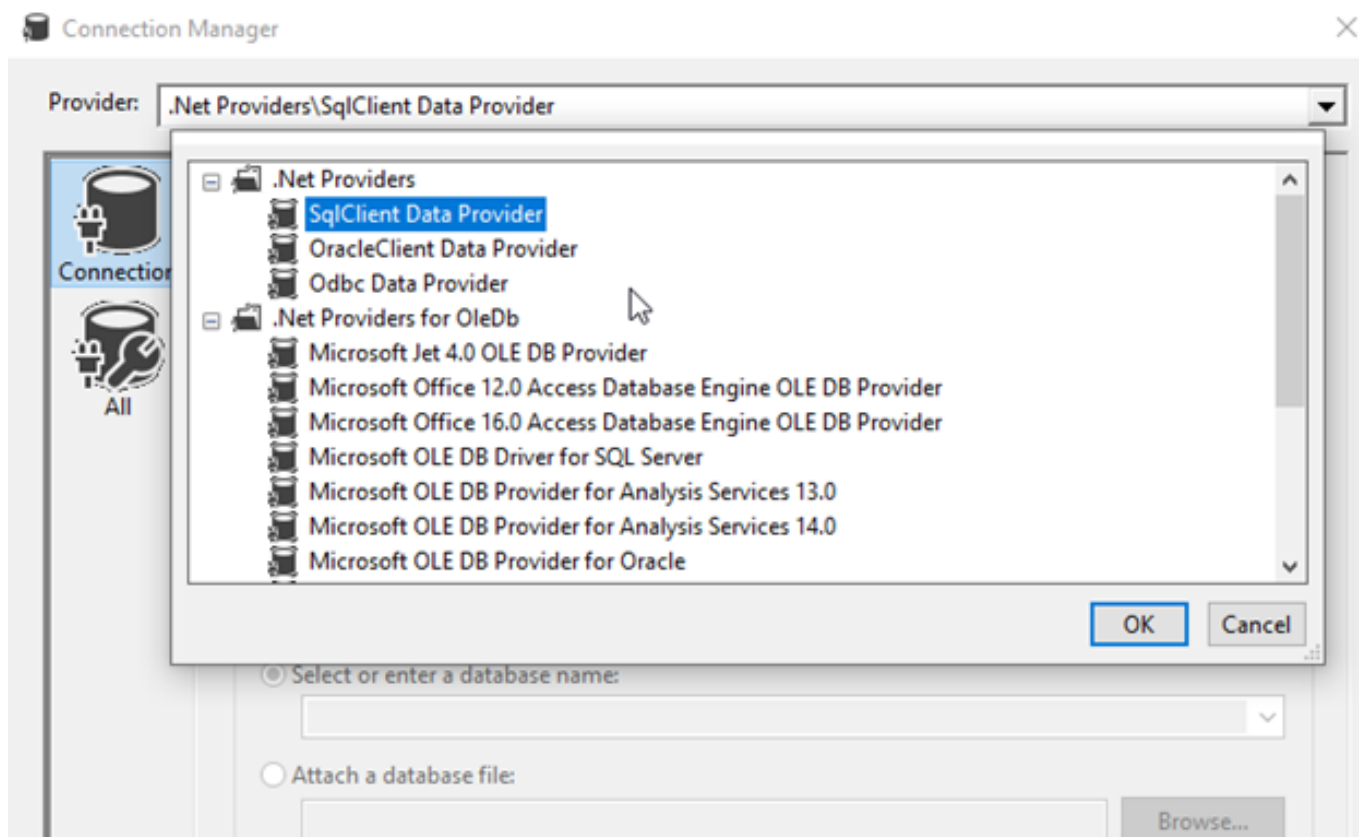 Connection Manager
Provider: .Net Providers\SqlClient Data Provider
.Net Providers
SqlClient Data Provider
OracleClient Data Provider
Odbc Data Provider
.Net Providers for OleDb
Microsoft Jet 4.0 OLE DB Provider
Microsoft Office 12.0 Access Database Engine OLE DB Provider
Microsoft Office 16.0 Access Database Engine OLE DB Provider
Microsoft OLE DB Driver for SQL Server
Microsoft OLE DB Provider for Analysis Services 13.0
Microsoft OLE DB Provider for Analysis Services 14.0
Microsoft OLE DB Provider for Oracle
Connection
All
OK Cancel
Select or enter a database name:
Attach a database file:
Browse...